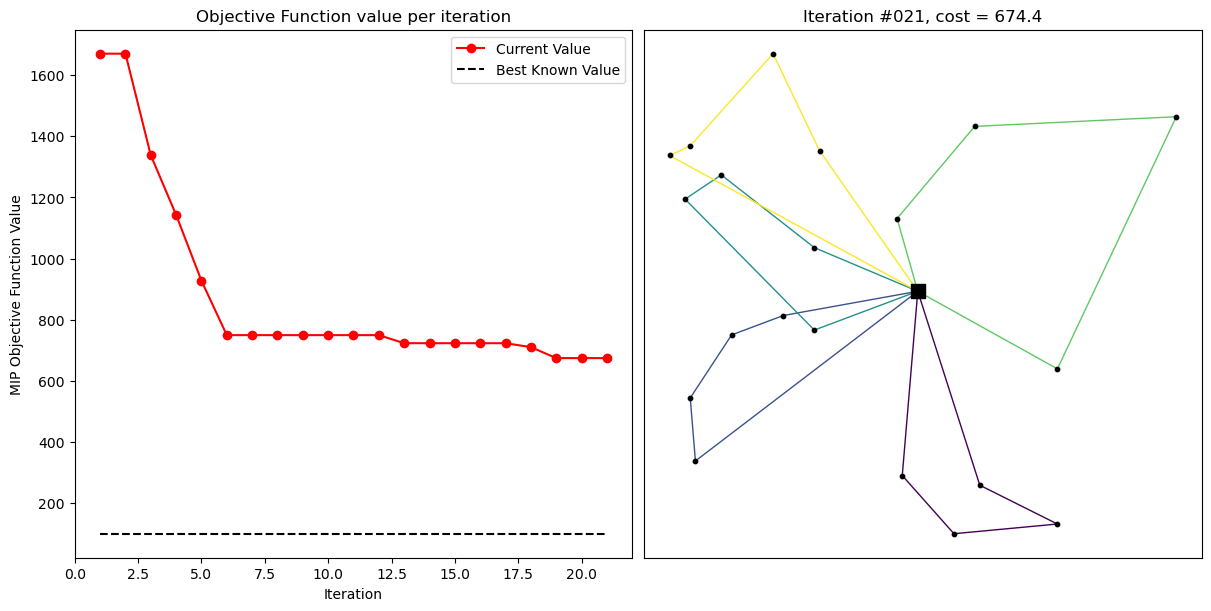 Objective Function value per iteration
Current Value
Best Known Value
MIP Objective Function Value
1600
1400
1200
1000
800
600
400
200
0.0 2.5 5.0 7.5 10.0 12.5 15.0 17.5 20.0
Iteration
Iteration #021, cost = 674.4